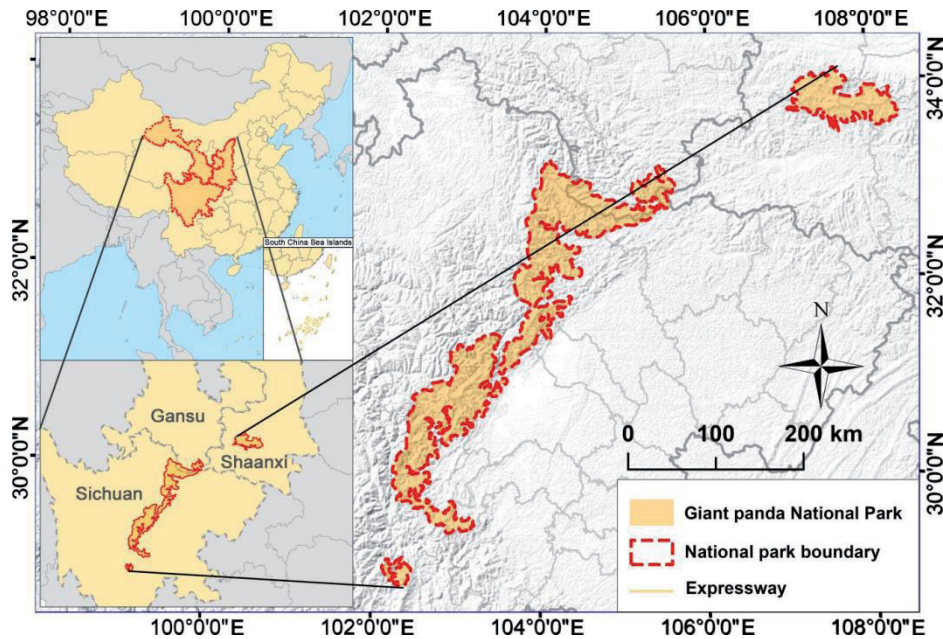 98°0'0"E 100°0'0"E 102°0'0"E 104°0'0"E 106°0'0"E 108°0'0"E
34°0'0"N
32°0'0"N
32°0'0"N
30°0'0"N
30°0'0"N
South China Sea Islands
Gansu
Shaanxi
Sichuan
N
0 100 200 km
Giant panda National Park
National park boundary
Expressway
100°0'0"E 102°0'0"E 104°0'0"E 106°0'0"E 108°0'0"E